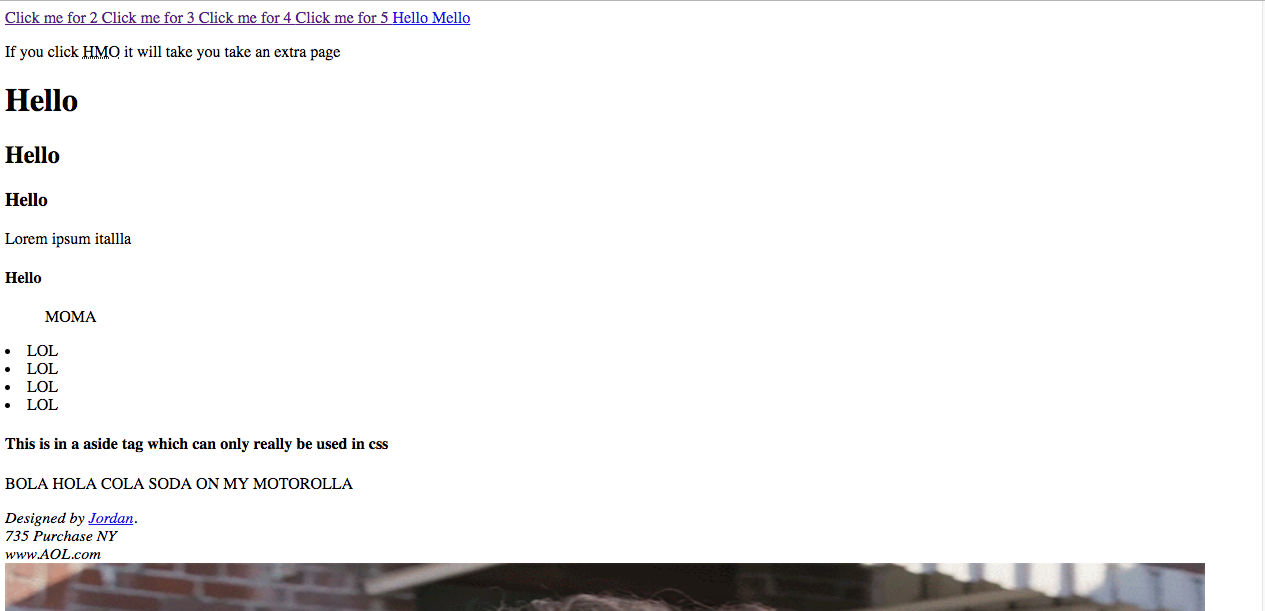 Click me for 2 Click me for 3 Click me for 4 Click me for 5 Hello Mello
If you click HMO it will take you take an extra page
Hello
Hello
Hello
Lorem ipsum itallla
Hello
MOMA
LOL
LOL
LOL
LOL
This is in a aside tag which can only really be used in css
BOLA HOLA COLA SODA ON MY MOTOROLLA
Designed by Jordan.
735 Purchase NY
www.AOL.com